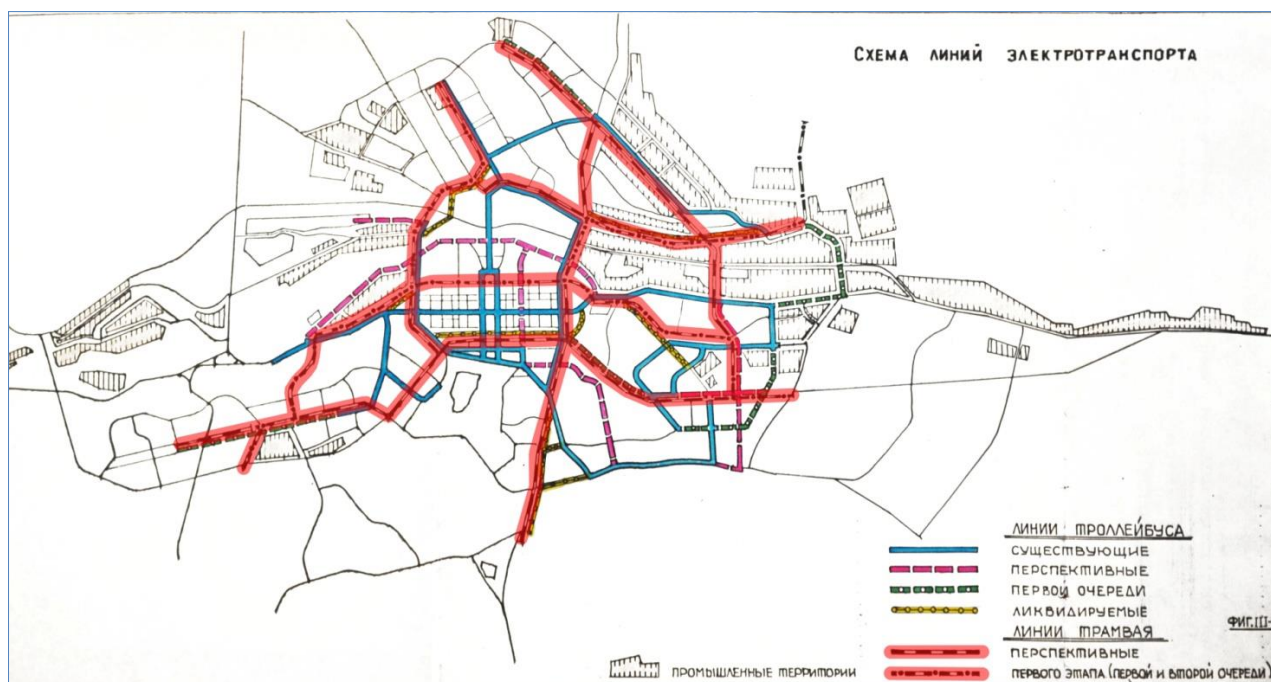 СХЕМА ЛИНИЙ ЭЛЕКТРОТРАНСПОРТА
ЛИНИИ ТРОЛЛЕЙБУСА
СУЩЕСТВУЮЩИЕ
ПЕРСПЕКТИВНЫЕ
ПЕРВОЙ ОЧЕРЕДИ
ЛИКВИДИРУЕМЫЕ
ФИГ.III-
ЛИНИИ ТРАМВАЯ
ПЕРСПЕКТИВНЫЕ
ПРОМЫШЛЕННЫЕ ТЕРРИТОРИИ
ПЕРВОГО ЭТАПА (ПЕРВОЙ И ВТОРОЙ ОЧЕРЕДИ)